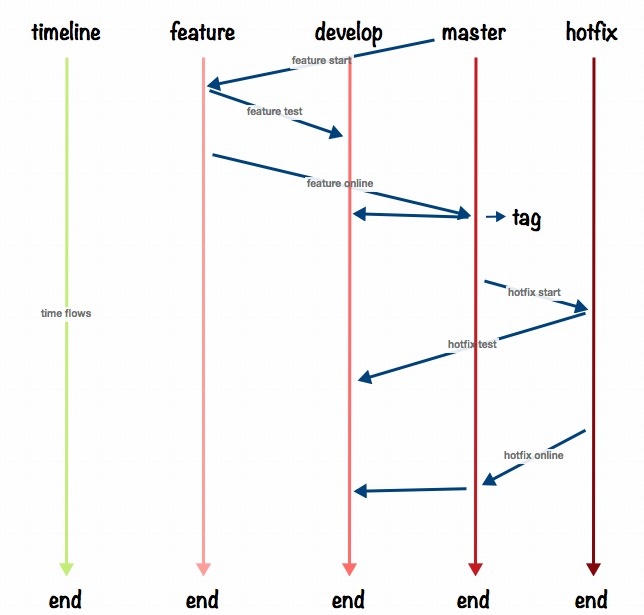 timeline feature develop master hotfix
feature start
feature test
feature online
tag
hotfix start
time flows
hotfix test
hotfix online
end end end end end